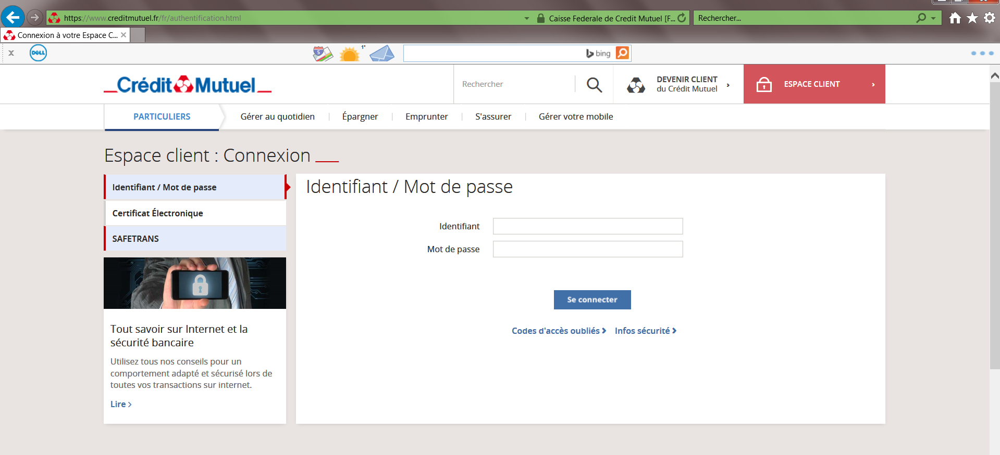 https://www.creditmutuel.fr/fr/authentification.html
Caisse Federale de Credit Mutuel [F...
Rechercher...
Connexion à votre Espace C...
x
DELL
5
1°
bing
Crédit Mutuel
Rechercher
DEVENIR CLIENT
du Crédit Mutuel
ESPACE CLIENT
PARTICULIERS
Gérer au quotidien
Épargner
Emprunter
S'assurer
Gérer votre mobile
Espace client : Connexion
Identifiant / Mot de passe
Certificat Électronique
SAFETRANS
Tout savoir sur Internet et la
sécurité bancaire
Utilisez tous nos conseils pour un
comportement adapté et sécurisé lors de
toutes vos transactions sur internet.
Lire
Identifiant / Mot de passe
Identifiant
Mot de passe
Se connecter
Codes d'accès oubliés
Infos sécurité